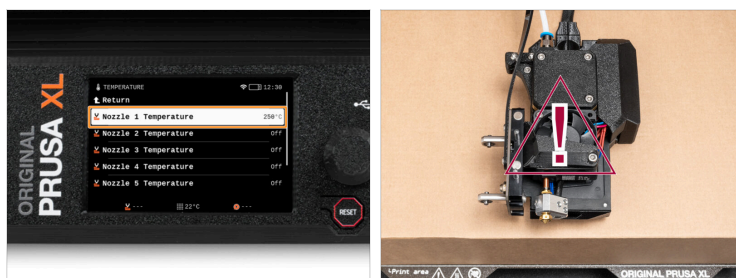 ORIGINAL
PRUSA XL
TEMPERATURE
12:30
Return
Nozzle 1 Temperature
250°C
Nozzle 2 Temperature
Off
Nozzle 3 Temperature
Off
Nozzle 4 Temperature
Off
Nozzle 5 Temperature
Off
---
22°C
---
RESET
!
Print area
ORIGINAL PRUSA XL